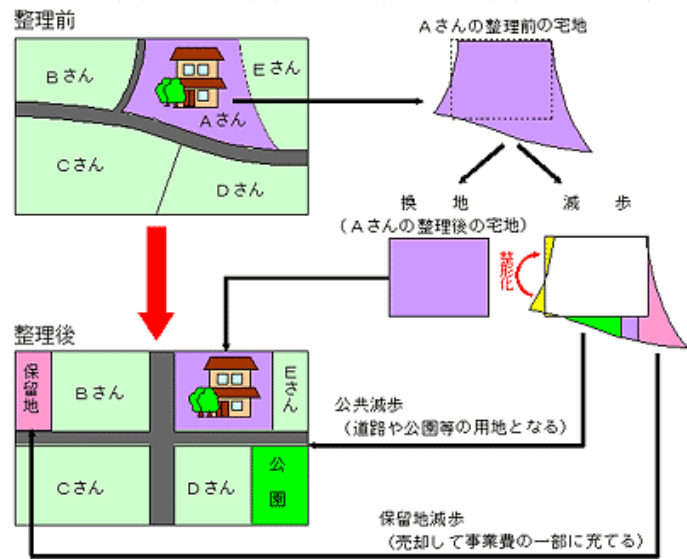 整理前
Aさんの整理前の宅地
Bさん
Eさん
Aさん
Cさん
Dさん
換地
減歩
(Aさんの整理後の宅地)
整形化
整理後
保留地
Bさん
Eさん
公共減歩
(道路や公園等の用地となる)
Cさん
Dさん
公園
保留地減歩
(売却して事業費の一部に充てる)